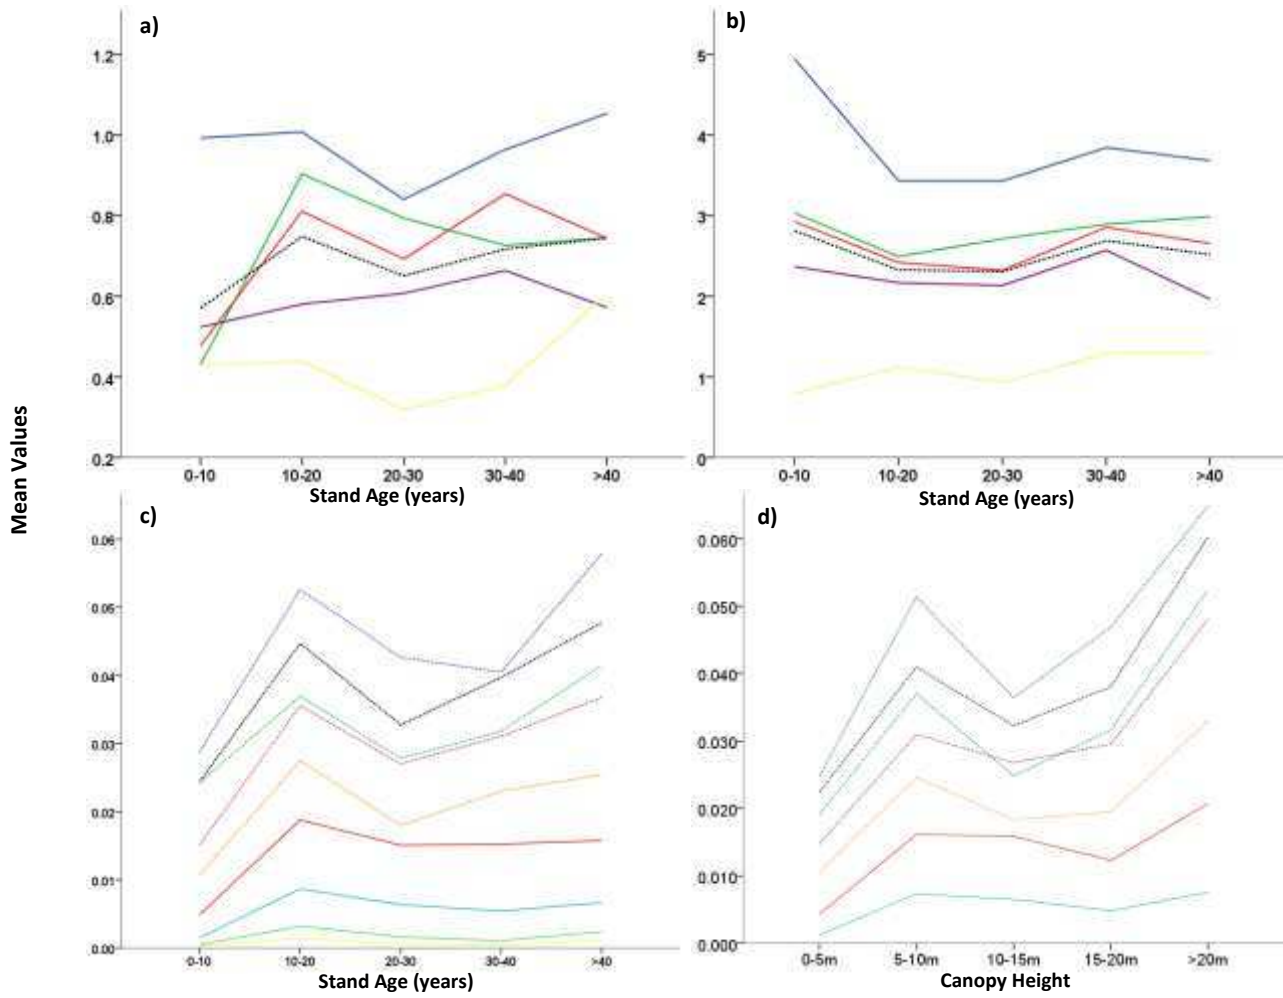 a)
1.2
1.0
0.8
0.6
0.4
0.2
0-10 10-20 20-30 30-40 >40
Stand Age (years)
b)
5
4
3
2
1
0
0-10 10-20 20-30 30-40 >40
Stand Age (years)
Mean Values
c)
0.06
0.05
0.04
0.03
0.02
0.01
0.00
0-10 10-20 20-30 30-40 >40
Stand Age (years)
d)
0.060
0.050
0.040
0.030
0.020
0.010
0.000
0-5m 5-10m 10-15m 15-20m >20m
Canopy Height